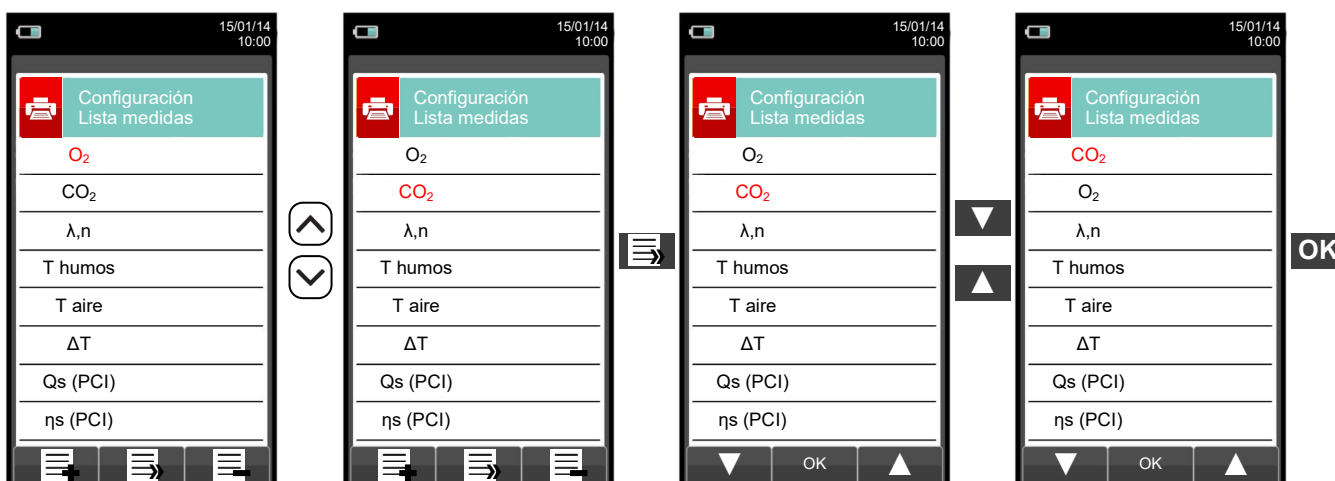 15/01/14
10:00
Configuración
Lista medidas
O₂
CO₂
λ,n
T humos
T aire
ΔT
Qs (PCI)
ηs (PCI)
15/01/14
10:00
Configuración
Lista medidas
O₂
CO₂
λ,n
T humos
T aire
ΔT
Qs (PCI)
ηs (PCI)
15/01/14
10:00
Configuración
Lista medidas
O₂
CO₂
λ,n
T humos
T aire
ΔT
Qs (PCI)
ηs (PCI)
OK
15/01/14
10:00
Configuración
Lista medidas
CO₂
O₂
λ,n
T humos
T aire
ΔT
Qs (PCI)
ηs (PCI)
OK
OK